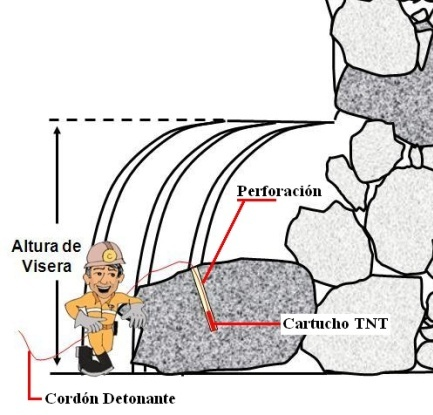 Perforación
Altura de
Visera
Cartucho TNT
Cordón Detonante